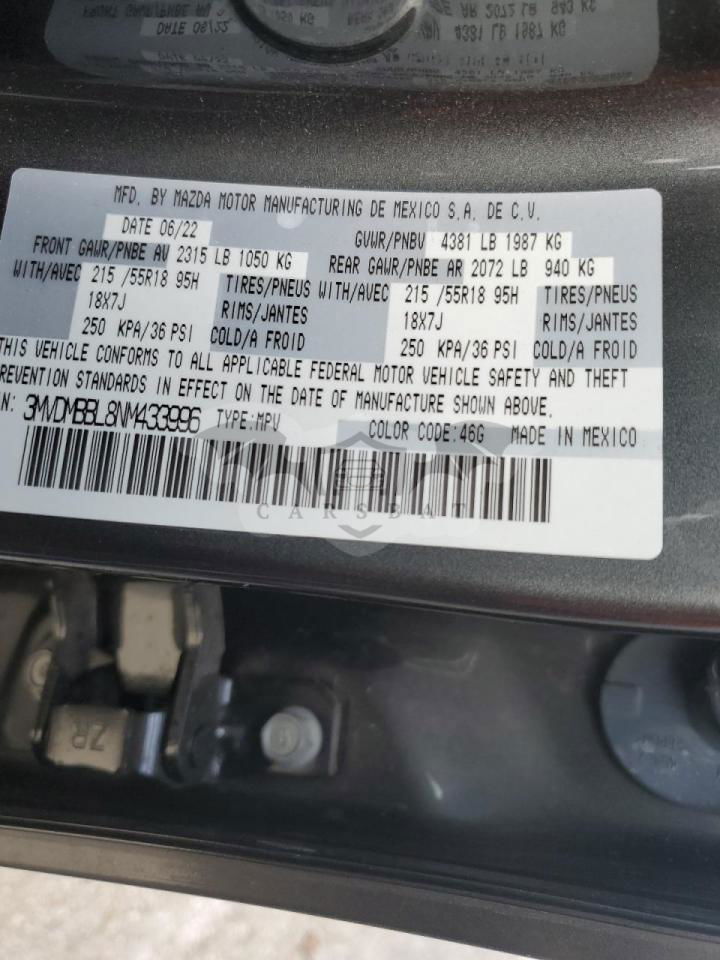 MFD. BY MAZDA MOTOR MANUFACTURING DE MEXICO S.A. DE C.V.
DATE 06/22 GVWR/PNBV 4381 LB 1987 KG
FRONT GAWR/PNBE AV 2315 LB 1050 KG REAR GAWR/PNBE AR 2072 LB 940 KG
WITH/AVEC 215 /55R18 95H TIRES/PNEUS WITH/AVEC 215 /55R18 95H TIRES/PNEUS
18X7J RIMS/JANTES 18X7J RIMS/JANTES
250 KPA/36 PSI COLD/A FROID 250 KPA/36 PSI COLD/A FROID
THIS VEHICLE CONFORMS TO ALL APPLICABLE FEDERAL MOTOR VEHICLE SAFETY AND THEFT
REVENTION STANDARDS IN EFFECT ON THE DATE OF MANUFACTURE SHOWN ABOVE.
N: 3MVDMBBL8NM433996 TYPE:MPV COLOR CODE:46G MADE IN MEXICO
CARSBAT
ZR